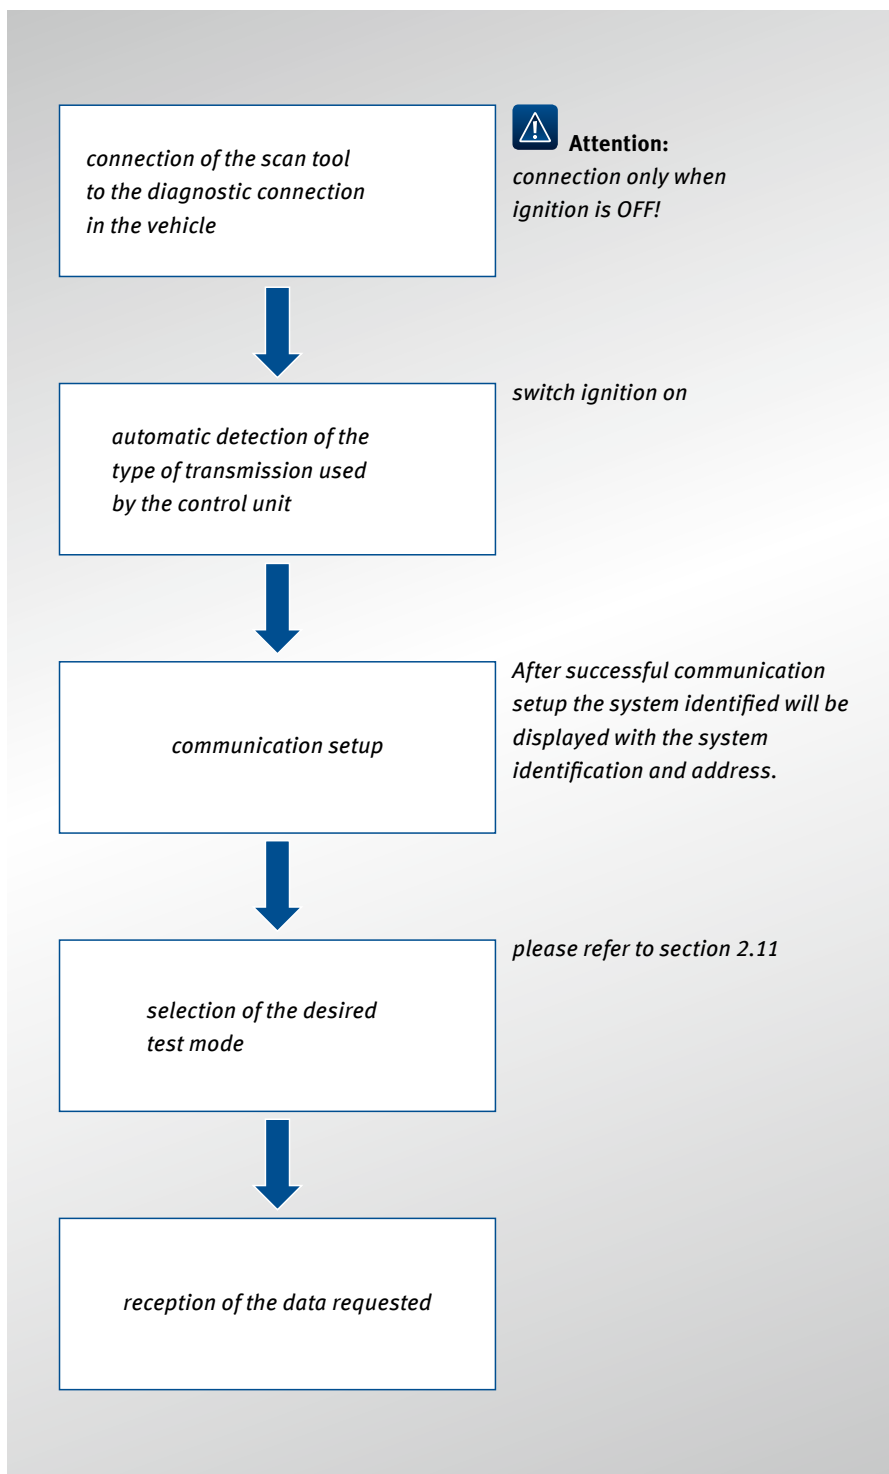 connection of the scan tool
to the diagnostic connection
in the vehicle
Attention:
connection only when
ignition is OFF!
automatic detection of the
type of transmission used
by the control unit
switch ignition on
communication setup
After successful communication
setup the system identified will be
displayed with the system
identification and address.
selection of the desired
test mode
please refer to section 2.11
reception of the data requested